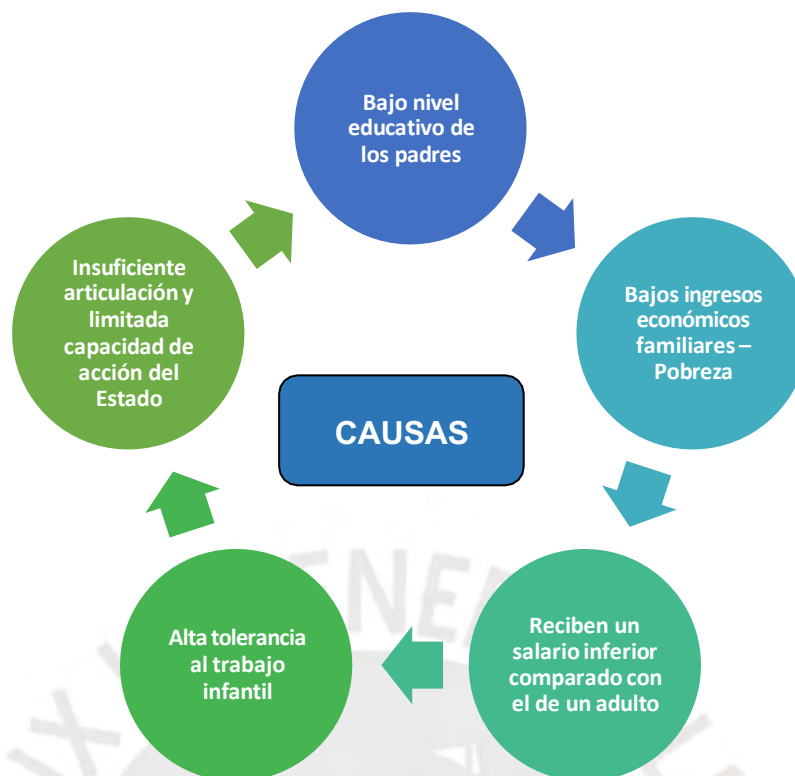 Bajo nivel
educativo de
los padres
Bajos ingresos
económicos
familiares –
Pobreza
Reciben un
salario inferior
comparado con
el de un adulto
Alta tolerancia
al trabajo
infantil
Insuficiente
articulación y
limitada
capacidad de
acción del
Estado
CAUSAS